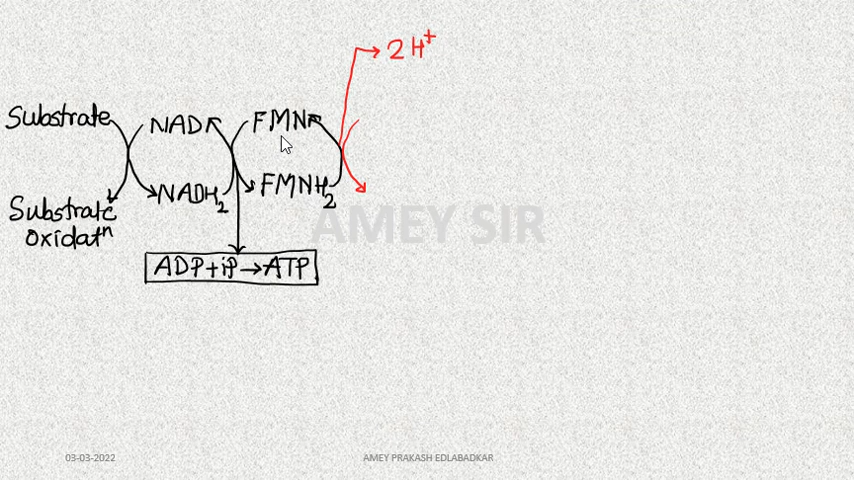 2H+
Substrate NAD FMN
Substrate NADH2 FMNH2
Oxidatn
AMEY SIR
ADP+iP→ATP
03-03-2022 AMEY PRAKASH EDLABADKAR